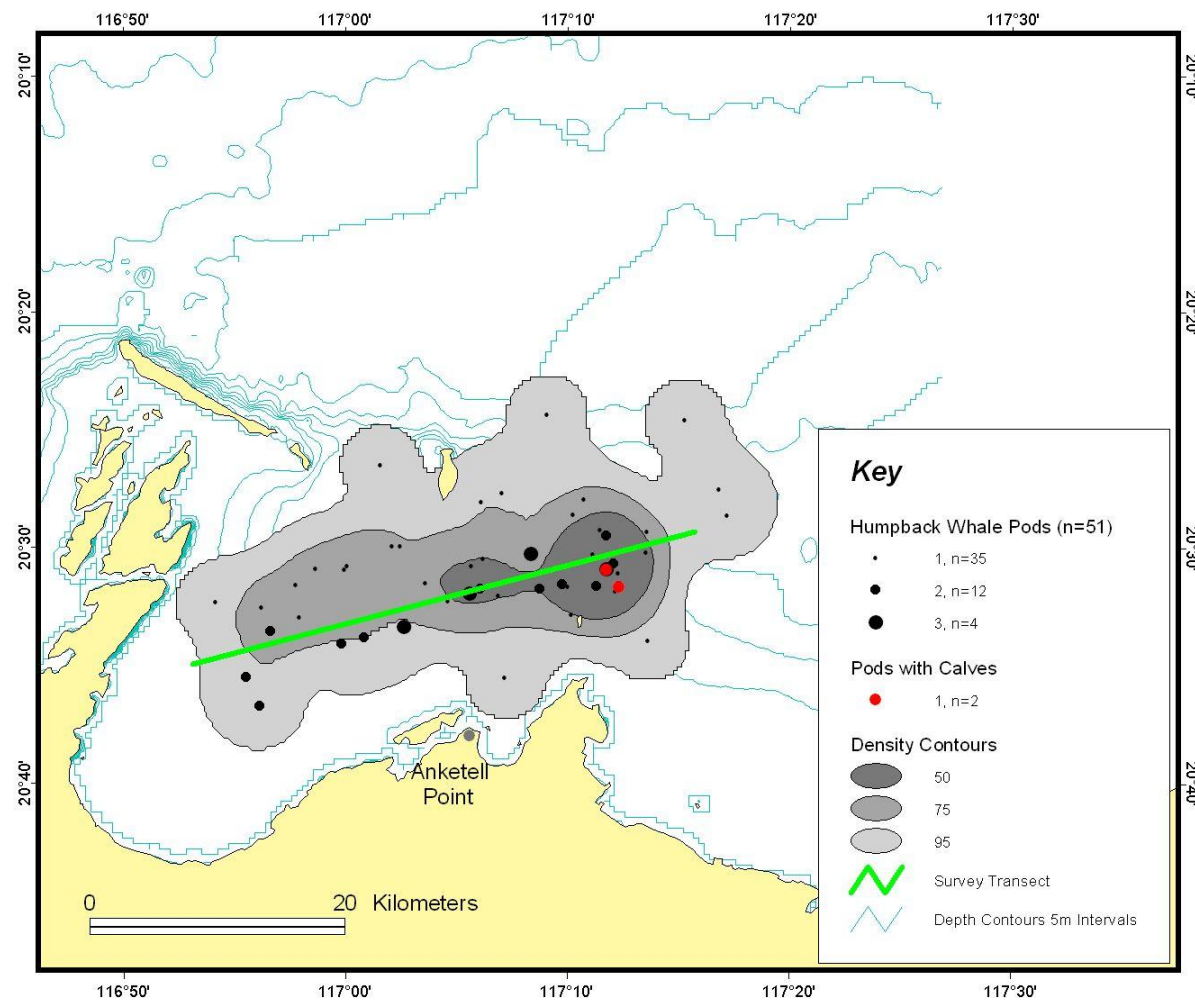 116°50' 117°00' 117°10' 117°20' 117°30'
20°10' 20°10'
20°20' 20°20'
20°30' 20°30'
20°40' 20°40'
Key
Humpback Whale Pods (n=51)
1, n=35
2, n=12
3, n=4
Pods with Calves
1, n=2
Density Contours
50
75
95
Survey Transect
Depth Contours 5m Intervals
Anketell
Point
0 20 Kilometers
116°50' 117°00' 117°10' 117°20' 117°30'